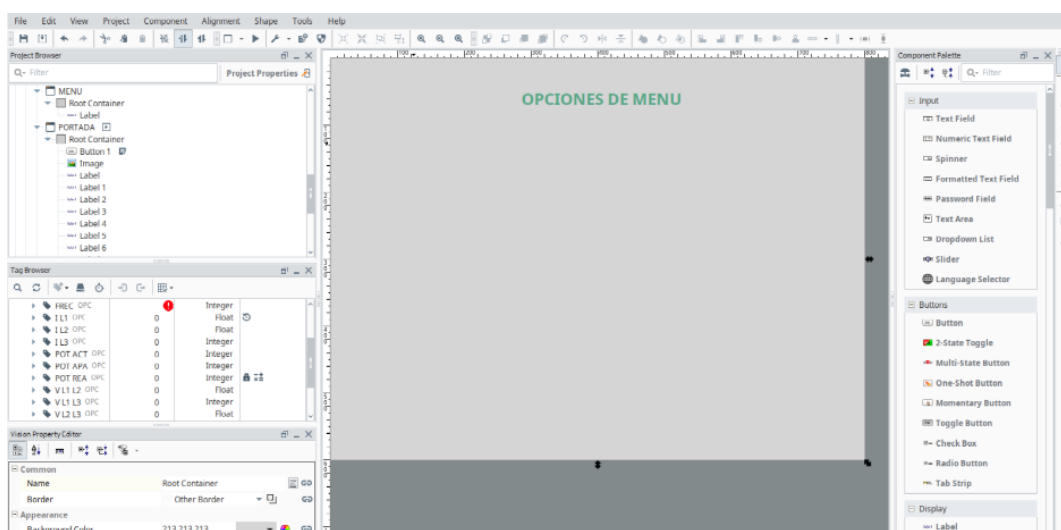 File Edit View Project Component Alignment Shape Tools Help
Project Browser
Filter
Project Properties
MENU
Root Container
Label
PORTADA
Root Container
Button 1
Image
Label
Label 1
Label 2
Label 3
Label 4
Label 5
Label 6
Tag Browser
FREC OPC Integer
I L1 OPC 0 Float
I L2 OPC 0 Float
I L3 OPC 0 Integer
POT ACT OPC 0 Integer
POT APA OPC 0 Integer
POT REA OPC 0 Integer
V L1 L2 OPC 0 Float
V L1 L3 OPC 0 Integer
V L2 L3 OPC 0 Float
Vision Property Editor
Common
Name Root Container
Border Other Border
Appearance
Background Color 213,213,213
OPCIONES DE MENU
Component Palette
Filter
Input
Text Field
Numeric Text Field
Spinner
Formatted Text Field
Password Field
Text Area
Dropdown List
Slider
Language Selector
Buttons
Button
2-State Toggle
Multi-State Button
One-Shot Button
Momentary Button
Toggle Button
Check Box
Radio Button
Tab Strip
Display
Label